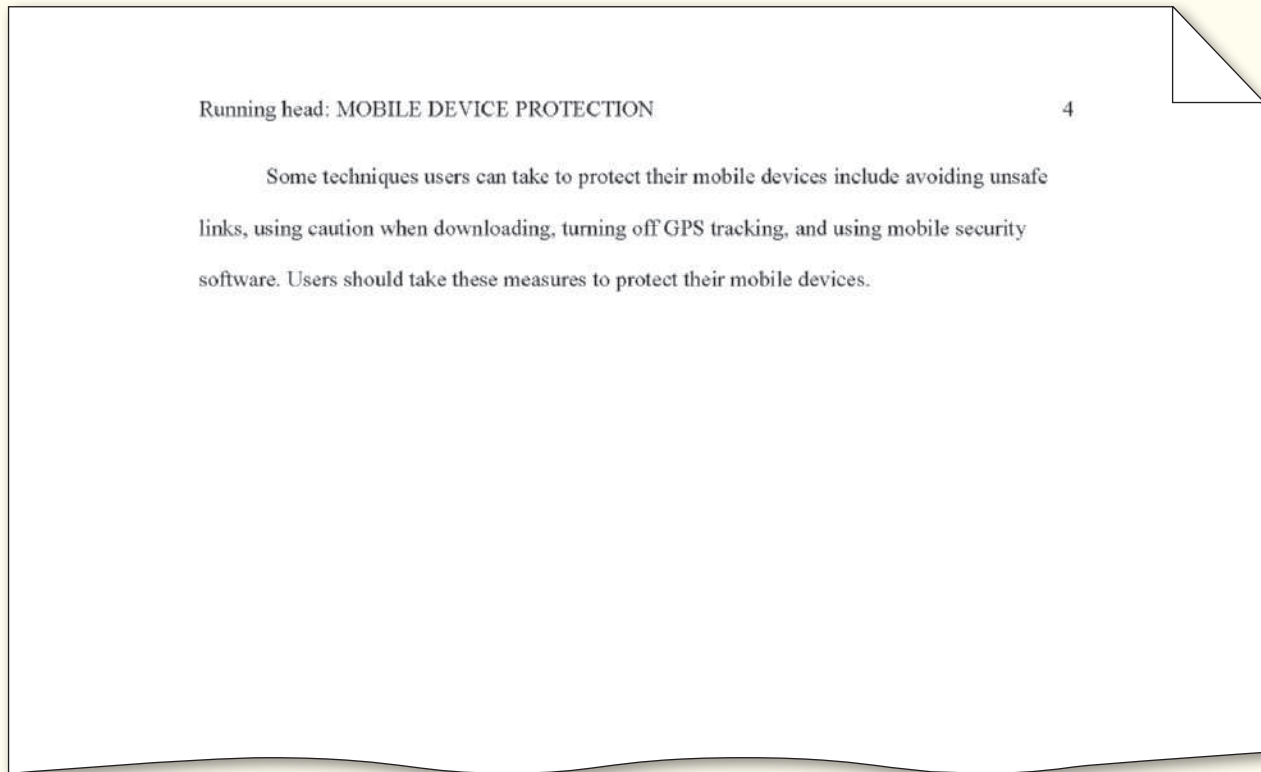 Running head: MOBILE DEVICE PROTECTION 4
Some techniques users can take to protect their mobile devices include avoiding unsafe
links, using caution when downloading, turning off GPS tracking, and using mobile security
software. Users should take these measures to protect their mobile devices.